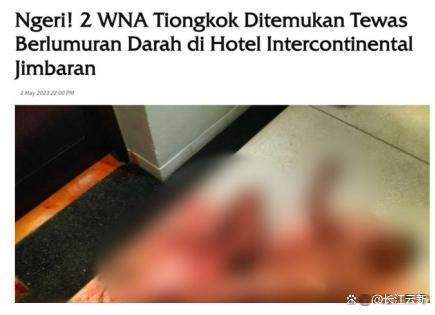 Ngeri! 2 WNA Tiongkok Ditemukan Tewas
Berlumuran Darah di Hotel Intercontinental
Jimbaran
1 May 2023 22:00 PM
@长江云新